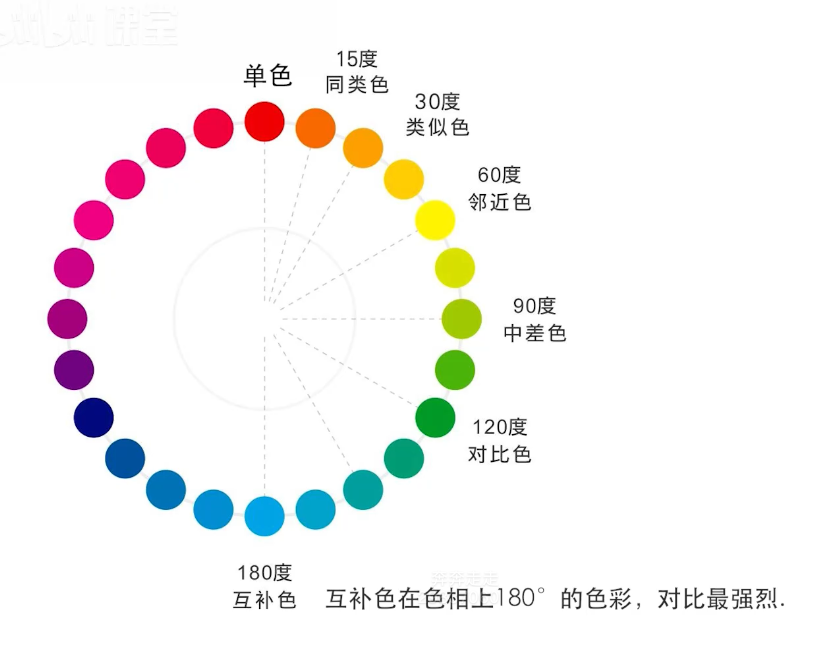 课堂
单色
15度
同类色
30度
类似色
60度
邻近色
90度
中差色
120度
对比色
180度
互补色
互补色在色相上180°的色彩，对比最强烈.